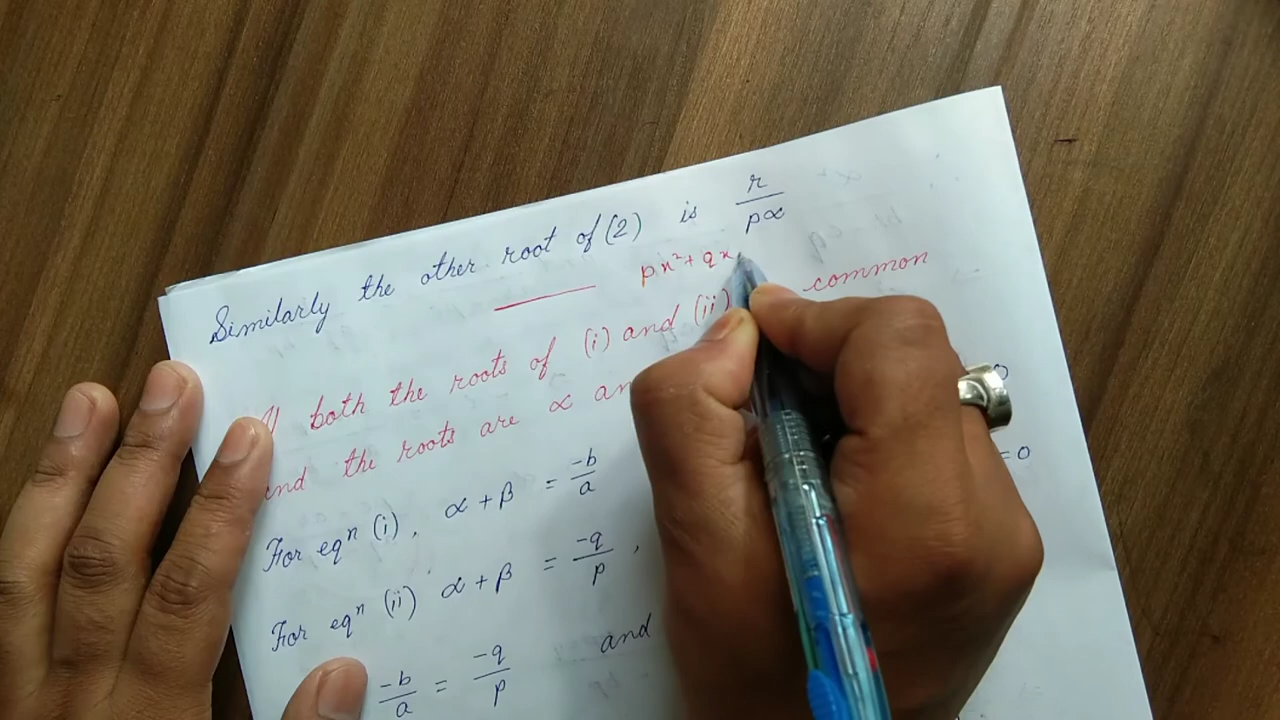 Similarly the other root of (2) is r/pα
px² + qx
If both the roots of (i) and (ii) common
and the roots are α
For eqⁿ (i), α + β = -b/a
= 0
For eqⁿ (ii) α + β = -q/p ,
-b/a = -q/p and